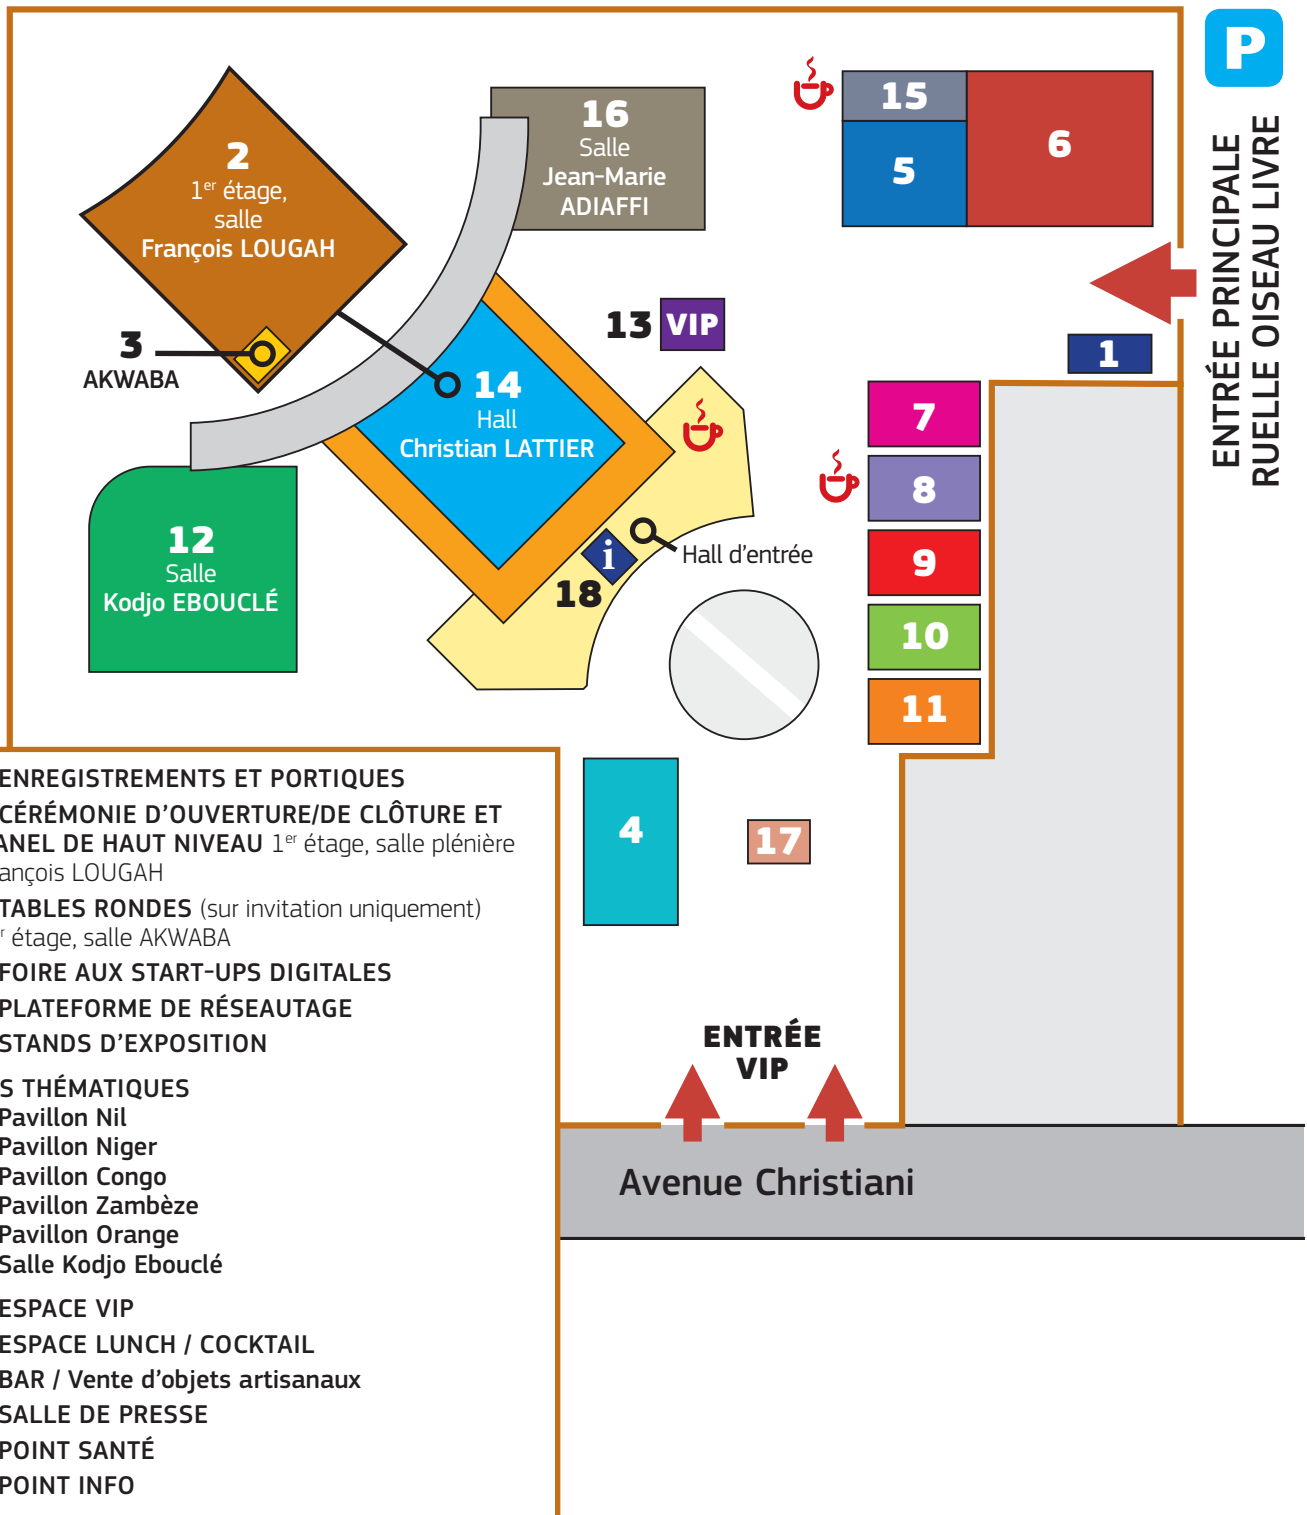 P
ENTRÉE PRINCIPALE
RUELLE OISEAU LIVRE
2
1er étage,
salle
François LOUGAH
16
Salle
Jean-Marie
ADIAFFI
15
5
6
3
AKWABA
13 VIP
1
14
Hall
Christian LATTIER
7
8
9
10
11
12
Salle
Kodjo EBOUCLÉ
i
18
Hall d'entrée
4
17
ENTRÉE
VIP
Avenue Christiani
ENREGISTREMENTS ET PORTIQUES
CÉRÉMONIE D'OUVERTURE/DE CLÔTURE ET
ANEL DE HAUT NIVEAU 1er étage, salle plénière
ançois LOUGAH
TABLES RONDES (sur invitation uniquement)
r étage, salle AKWABA
FOIRE AUX START-UPS DIGITALES
PLATEFORME DE RÉSEAUTAGE
STANDS D'EXPOSITION
S THÉMATIQUES
Pavillon Nil
Pavillon Niger
Pavillon Congo
Pavillon Zambèze
Pavillon Orange
Salle Kodjo Ebouclé
ESPACE VIP
ESPACE LUNCH / COCKTAIL
BAR / Vente d'objets artisanaux
SALLE DE PRESSE
POINT SANTÉ
POINT INFO